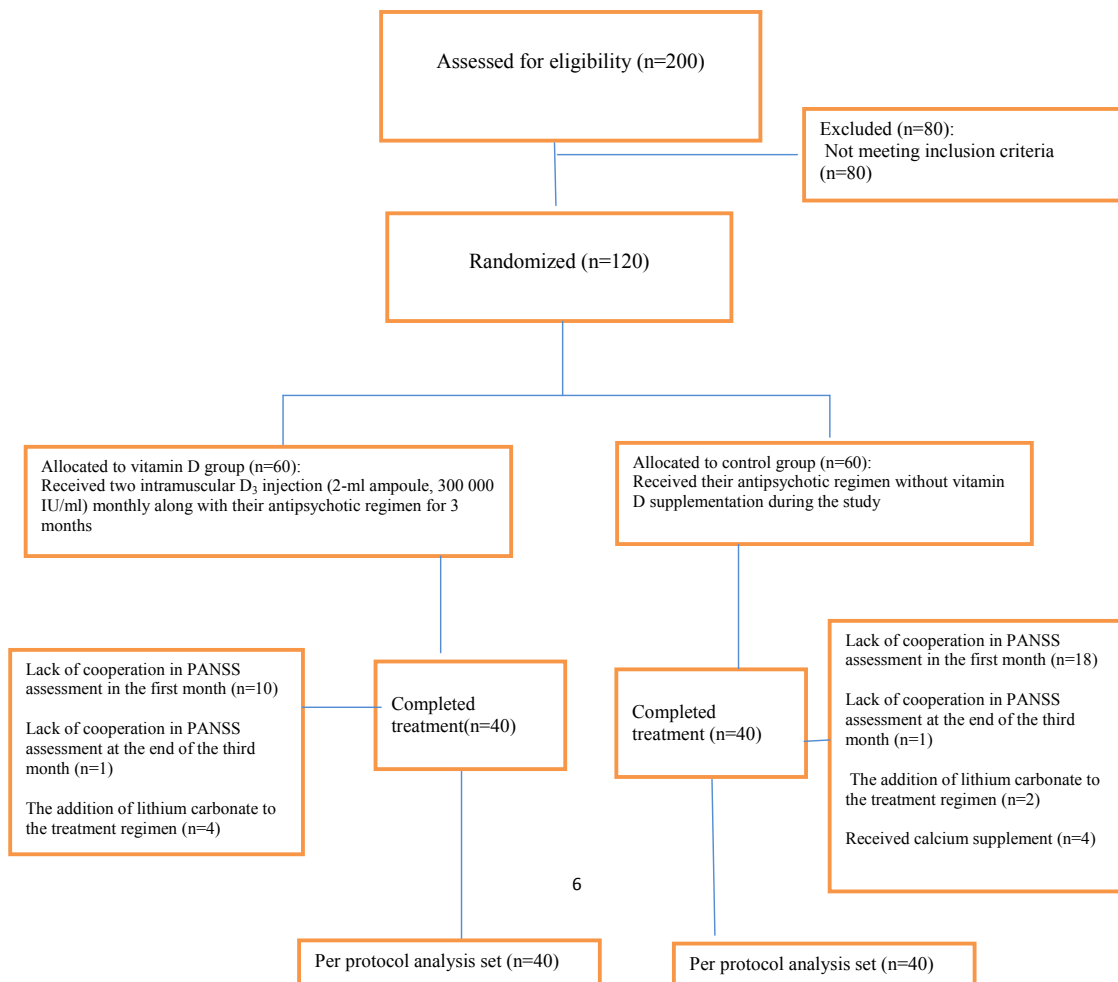 Assessed for eligibility (n=200)
Excluded (n=80):
Not meeting inclusion criteria
(n=80)
Randomized (n=120)
Allocated to vitamin D group (n=60):
Received two intramuscular D₃ injection (2-ml ampoule, 300 000
IU/ml) monthly along with their antipsychotic regimen for 3
months
Allocated to control group (n=60):
Received their antipsychotic regimen without vitamin
D supplementation during the study
Lack of cooperation in PANSS
assessment in the first month (n=10)
Lack of cooperation in PANSS
assessment at the end of the third
month (n=1)
The addition of lithium carbonate to
the treatment regimen (n=4)
Completed
treatment(n=40)
Completed
treatment (n=40)
Lack of cooperation in PANSS
assessment in the first month (n=18)
Lack of cooperation in PANSS
assessment at the end of the third
month (n=1)
The addition of lithium carbonate to
the treatment regimen (n=2)
Received calcium supplement (n=4)
6
Per protocol analysis set (n=40)
Per protocol analysis set (n=40)